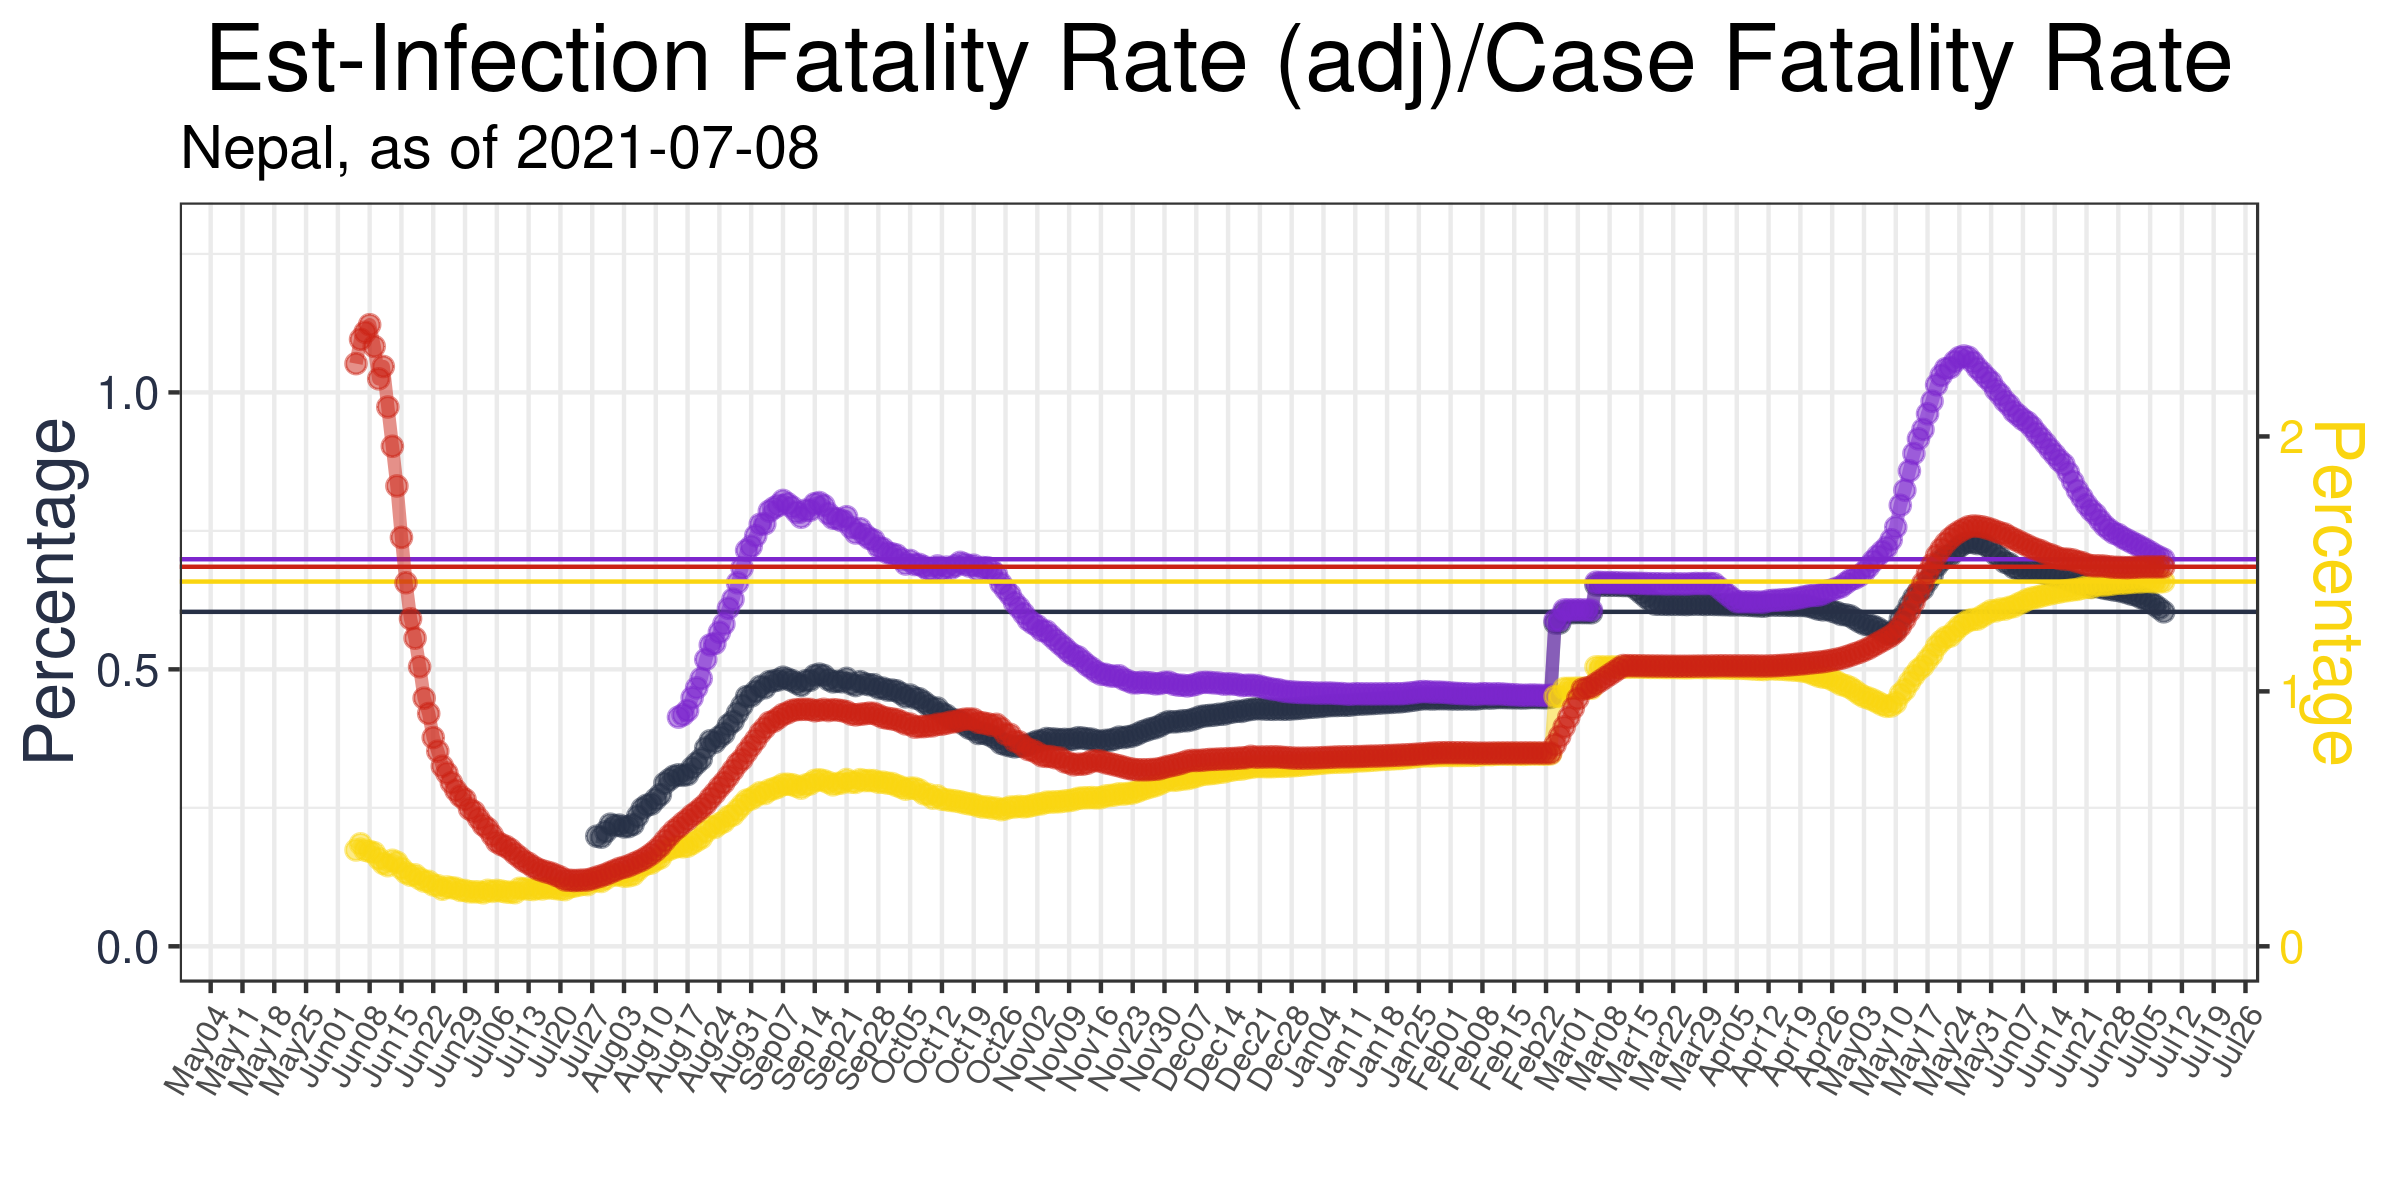 Est-Infection Fatality Rate (adj)/Case Fatality Rate
Nepal, as of 2021-07-08
Percentage
1.0
0.5
0.0
2
1
0
Percentage
May04
May11
May18
May25
Jun01
Jun08
Jun15
Jun22
Jun29
Jul06
Jul13
Jul20
Jul27
Aug03
Aug10
Aug17
Aug24
Aug31
Sep07
Sep14
Sep21
Sep28
Oct05
Oct12
Oct19
Oct26
Nov02
Nov09
Nov16
Nov23
Nov30
Dec07
Dec14
Dec21
Dec28
Jan04
Jan11
Jan18
Jan25
Feb01
Feb08
Feb15
Feb22
Mar01
Mar08
Mar15
Mar22
Mar29
Apr05
Apr12
Apr19
Apr26
May03
May10
May17
May24
May31
Jun07
Jun14
Jun21
Jun28
Jul05
Jul12
Jul19
Jul26